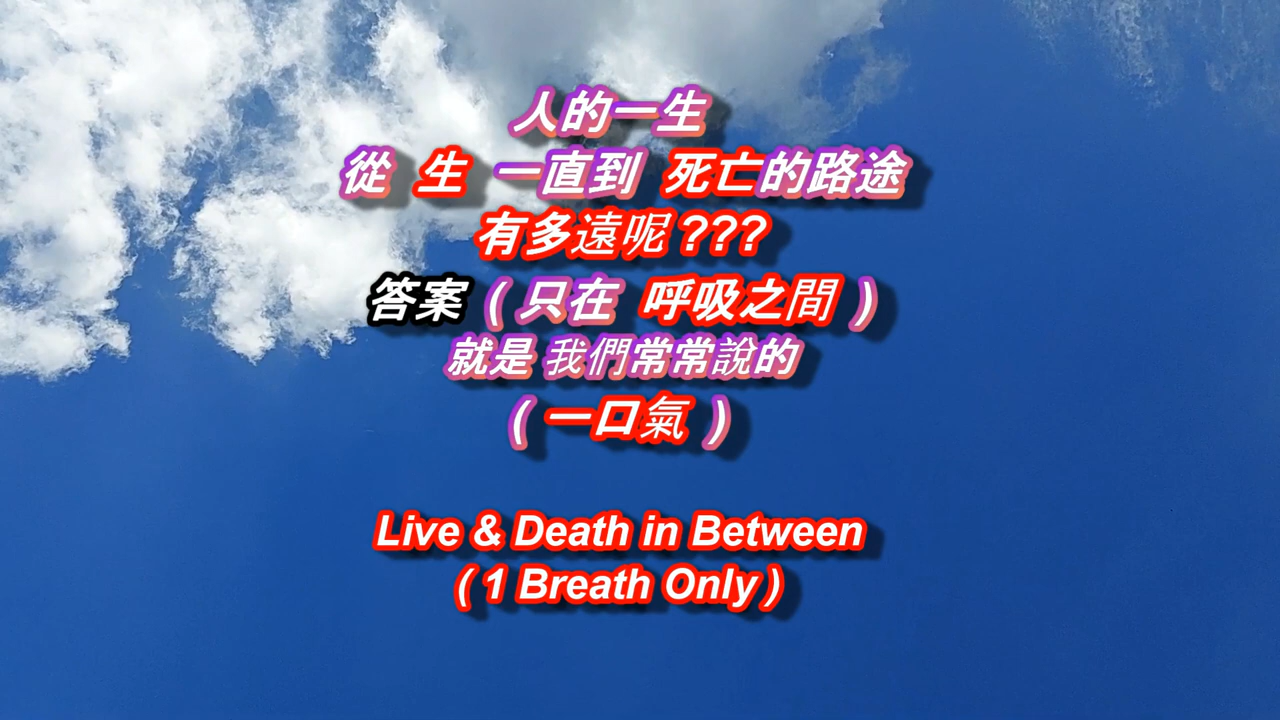 人的一生
從 生 一直到 死亡的路途
有多遠呢 ???
答案 ( 只在 呼吸之間 )
就是 我們常常說的
( 一口氣 )
Live & Death in Between
( 1 Breath Only )